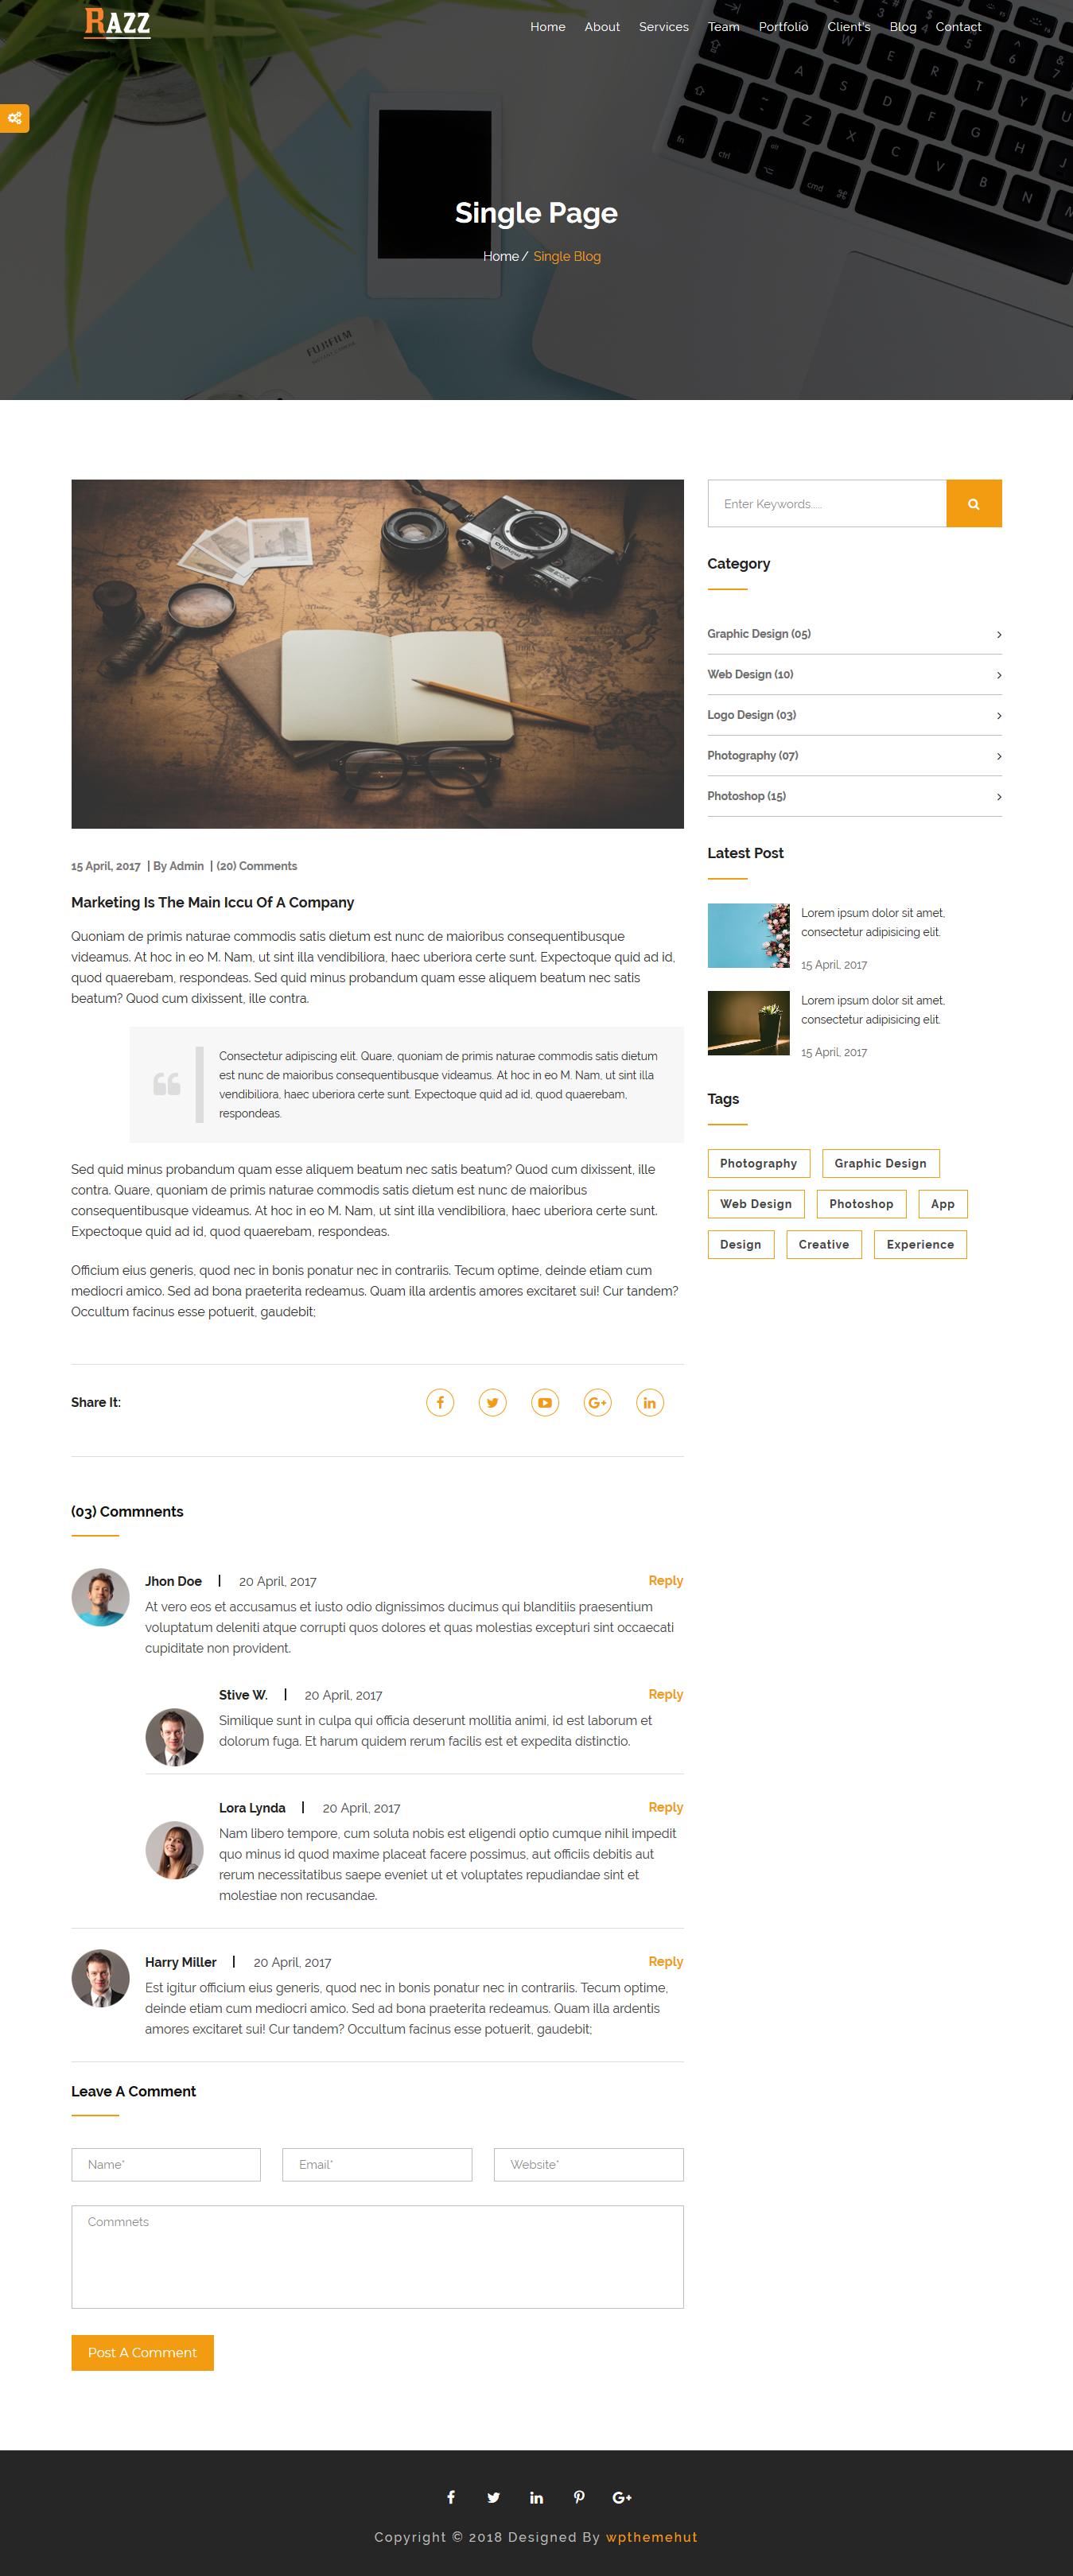 RAZZ
Home About Services Team Portfolio Client's Blog Contact
Single Page
Home / Single Blog
FUJIFILM
Enter Keywords.....
Category
Graphic Design (05)
Web Design (10)
Logo Design (03)
Photography (07)
Photoshop (15)
Latest Post
Lorem ipsum dolor sit amet,
consectetur adipisicing elit.
15 April, 2017
Lorem ipsum dolor sit amet,
consectetur adipisicing elit.
15 April, 2017
Tags
Photography Graphic Design
Web Design Photoshop App
Design Creative Experience
minolta
15 April, 2017 | By Admin | (20) Comments
Marketing Is The Main Iccu Of A Company
Quoniam de primis naturae commodis satis dietum est nunc de maioribus consequentibusque
videamus. At hoc in eo M. Nam, ut sint illa vendibiliora, haec uberiora certe sunt. Expectoque quid ad id,
quod quaerebam, respondeas. Sed quid minus probandum quam esse aliquem beatum nec satis
beatum? Quod cum dixissent, ille contra.
Consectetur adipiscing elit. Quare, quoniam de primis naturae commodis satis dietum
est nunc de maioribus consequentibusque videamus. At hoc in eo M. Nam, ut sint illa
vendibiliora, haec uberiora certe sunt. Expectoque quid ad id, quod quaerebam,
respondeas.
Sed quid minus probandum quam esse aliquem beatum nec satis beatum? Quod cum dixissent, ille
contra. Quare, quoniam de primis naturae commodis satis dietum est nunc de maioribus
consequentibusque videamus. At hoc in eo M. Nam, ut sint illa vendibiliora, haec uberiora certe sunt.
Expectoque quid ad id, quod quaerebam, respondeas.
Officium eius generis, quod nec in bonis ponatur nec in contrariis. Tecum optime, deinde etiam cum
mediocri amico. Sed ad bona praeterita redeamus. Quam illa ardentis amores excitaret sui! Cur tandem?
Occultum facinus esse potuerit, gaudebit;
Share It:
(03) Commnents
Jhon Doe | 20 April, 2017 Reply
At vero eos et accusamus et iusto odio dignissimos ducimus qui blanditiis praesentium
voluptatum deleniti atque corrupti quos dolores et quas molestias excepturi sint occaecati
cupiditate non provident.
Stive W. | 20 April, 2017 Reply
Similique sunt in culpa qui officia deserunt mollitia animi, id est laborum et
dolorum fuga. Et harum quidem rerum facilis est et expedita distinctio.
Lora Lynda | 20 April, 2017 Reply
Nam libero tempore, cum soluta nobis est eligendi optio cumque nihil impedit
quo minus id quod maxime placeat facere possimus, aut officiis debitis aut
rerum necessitatibus saepe eveniet ut et voluptates repudiandae sint et
molestiae non recusandae.
Harry Miller | 20 April, 2017 Reply
Est igitur officium eius generis, quod nec in bonis ponatur nec in contrariis. Tecum optime,
deinde etiam cum mediocri amico. Sed ad bona praeterita redeamus. Quam illa ardentis
amores excitaret sui! Cur tandem? Occultum facinus esse potuerit, gaudebit;
Leave A Comment
Name* Email* Website*
Commnets
Post A Comment
Copyright © 2018 Designed By wpthemehut